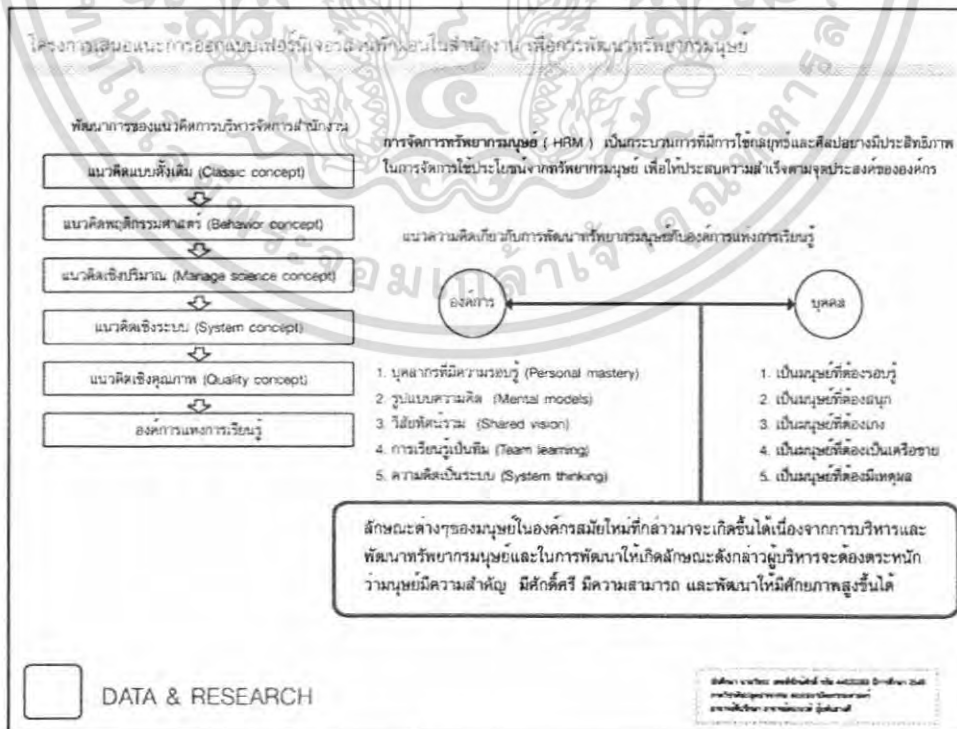 โครงการเสนอแนะการออกแบบเฟอร์นิเจอร์ส่วนพักผ่อนในสำนักงาน เพื่อการพัฒนาทรัพยากรมนุษย์
พัฒนาการของแนวคิดการบริหารจัดการสำนักงาน
แนวคิดแบบดั้งเดิม (Classic concept)
แนวคิดพฤติกรรมศาสตร์ (Behavior concept)
แนวคิดเชิงปริมาณ (Manage science concept)
แนวคิดเชิงระบบ (System concept)
แนวคิดเชิงคุณภาพ (Quality concept)
องค์การแห่งการเรียนรู้
การจัดการทรัพยากรมนุษย์ ( HRM ) เป็นกระบวนการที่มีการใช้กลยุทธ์และศิลปอย่างมีประสิทธิภาพ
ในการจัดการใช้ประโยชน์จากทรัพยากรมนุษย์ เพื่อให้ประสบความสำเร็จตามจุดประสงค์ขององค์กร
แนวความคิดเกี่ยวกับการพัฒนาทรัพยากรมนุษย์กับองค์การแห่งการเรียนรู้
องค์การ
บุคคล
1. บุคลากรที่มีความรอบรู้ (Personal mastery)
2. รูปแบบความคิด (Mental models)
3. วิสัยทัศน์ร่วม (Shared vision)
4. การเรียนรู้เป็นทีม (Team learning)
5. ความคิดเป็นระบบ (System thinking)
1. เป็นมนุษย์ที่ต้องรอบรู้
2. เป็นมนุษย์ที่ต้องสนุก
3. เป็นมนุษย์ที่ต้องเก่ง
4. เป็นมนุษย์ที่ต้องเป็นเครือข่าย
5. เป็นมนุษย์ที่ต้องมีเหตุผล
ลักษณะต่างๆของมนุษย์ในองค์กรสมัยใหม่ที่กล่าวมาจะเกิดขึ้นได้เนื่องจากการบริหารและ
พัฒนาทรัพยากรมนุษย์และในการพัฒนาให้เกิดลักษณะดังกล่าวผู้บริหารจะต้องตระหนัก
ว่ามนุษย์มีความสำคัญ มีศักดิ์ศรี มีความสามารถ และพัฒนาให้มีศักยภาพสูงขึ้นได้
DATA & RESEARCH